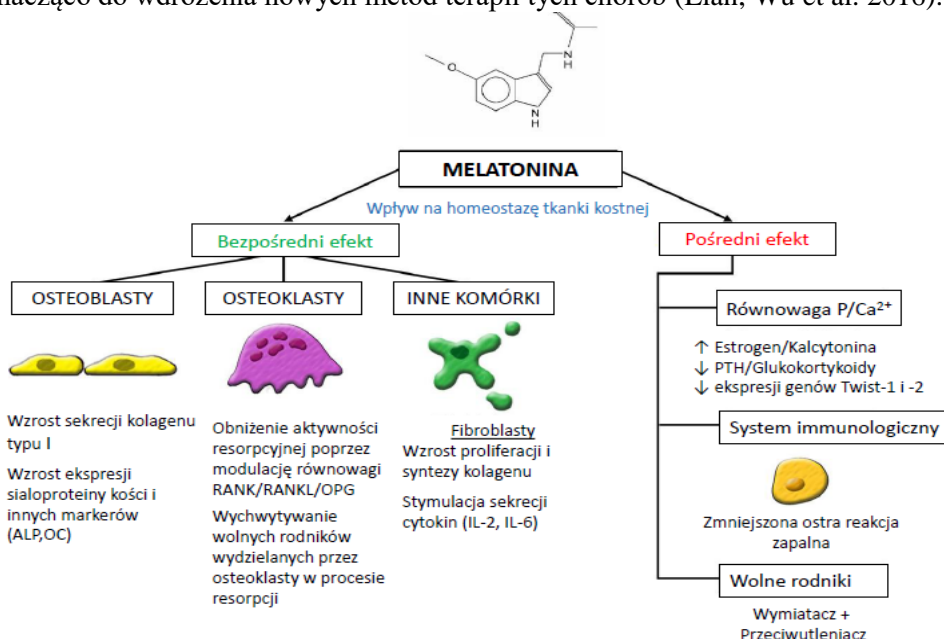 nacząco do wdrożenia nowych metod terapii tych chorób (Lian, Wu et al. 2016).
O
N
H
N
H
MELATONINA
Wpływ na homeostazę tkanki kostnej
Bezpośredni efekt
Pośredni efekt
OSTEOBLASTY
OSTEOKLASTY
INNE KOMÓRKI
Wzrost sekrecji kolagenu
typu I
Wzrost ekspresji
sialoproteiny kości i
innych markerów
(ALP,OC)
Obniżenie aktywności
resorpcyjnej poprzez
modulację równowagi
RANK/RANKL/OPG
Wychwytywanie
wolnych rodników
wydzielanych przez
osteoklasty w procesie
resorpcji
Fibroblasty
Wzrost proliferacji i
syntezy kolagenu
Stymulacja sekrecji
cytokin (IL-2, IL-6)
Równowaga P/Ca²⁺
↑ Estrogen/Kalcytonina
↓ PTH/Glukokortykoidy
↓ ekspresji genów Twist-1 i -2
System immunologiczny
Zmniejszona ostra reakcja
zapalna
Wolne rodniki
Wymiatacz +
Przeciwutleniacz